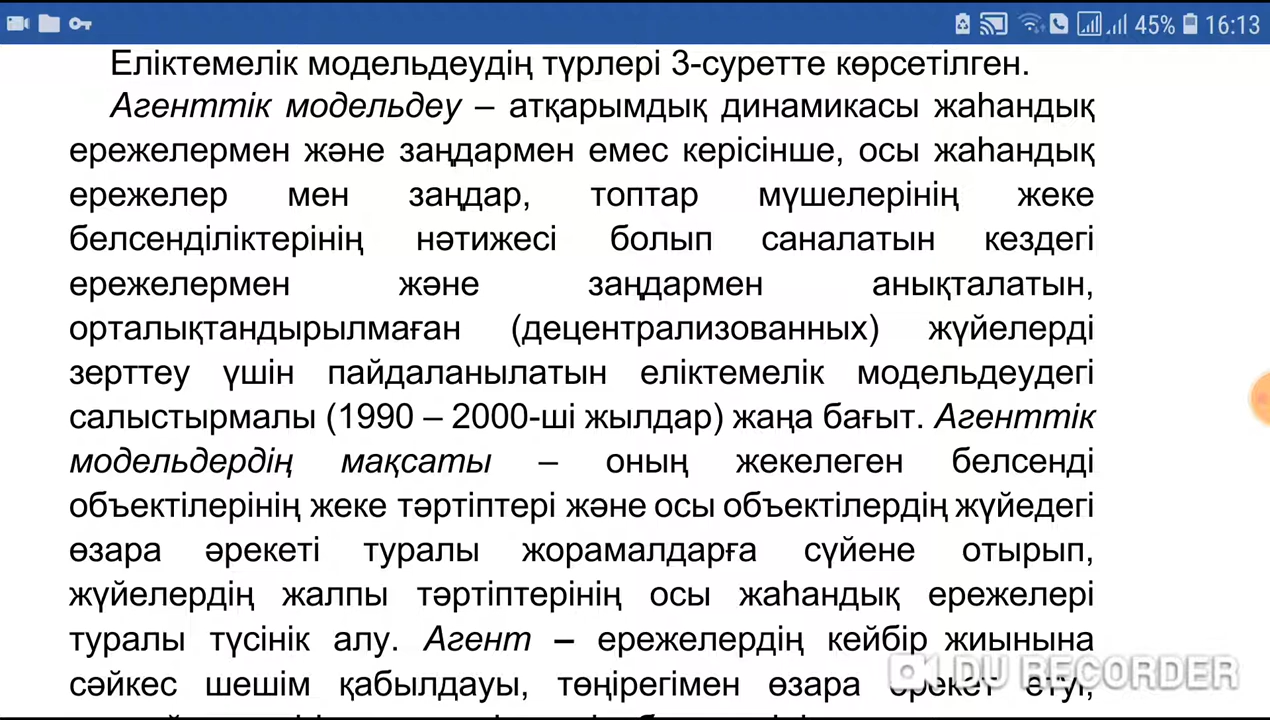 45% 16:13
Еліктемелік модельдеудің түрлері 3-суретте көрсетілген.
Агенттік модельдеу – атқарымдық динамикасы жаһандық
ережелермен және заңдармен емес керісінше, осы жаһандық
ережелер мен заңдар, топтар мүшелерінің жеке
белсенділіктерінің нәтижесі болып саналатын кездегі
ережелермен және заңдармен анықталатын,
орталықтандырылмаған (децентрализованных) жүйелерді
зерттеу үшін пайдаланылатын еліктемелік модельдеудегі
салыстырмалы (1990 – 2000-ші жылдар) жаңа бағыт. Агенттік
модельдердің мақсаты – оның жекелеген белсенді
объектілерінің жеке тәртіптері және осы объектілердің жүйедегі
өзара әрекеті туралы жорамалдарға сүйене отырып,
жүйелердің жалпы тәртіптерінің осы жаһандық ережелері
туралы түсінік алу. Агент – ережелердің кейбір жиынына
сәйкес шешім қабылдауы, төңірегімен өзара әрекет етуі,
DU RECORDER